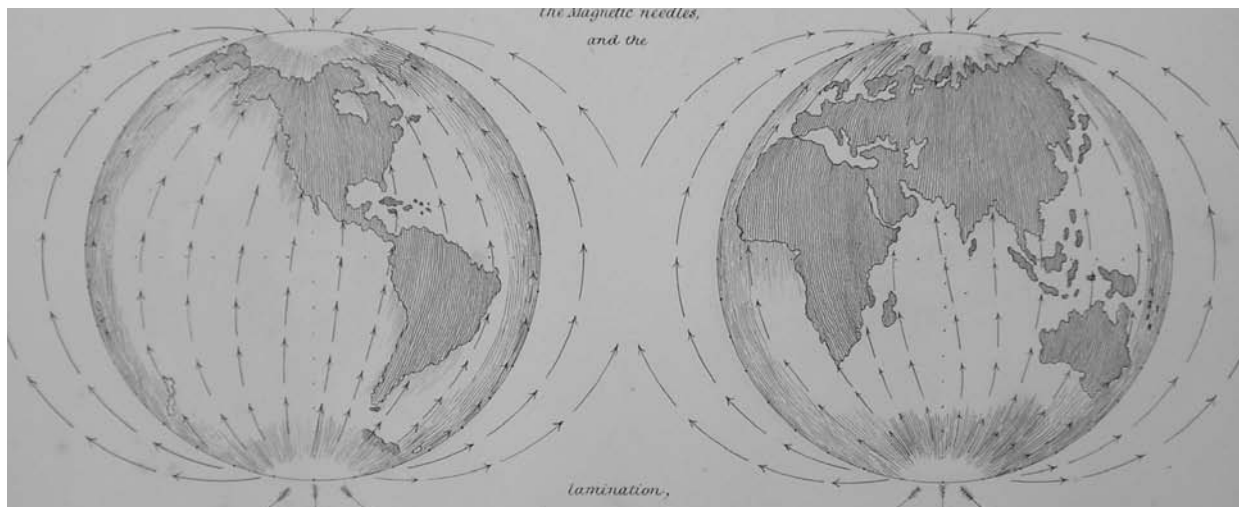 the Magnetic needles,
and the
lamination,